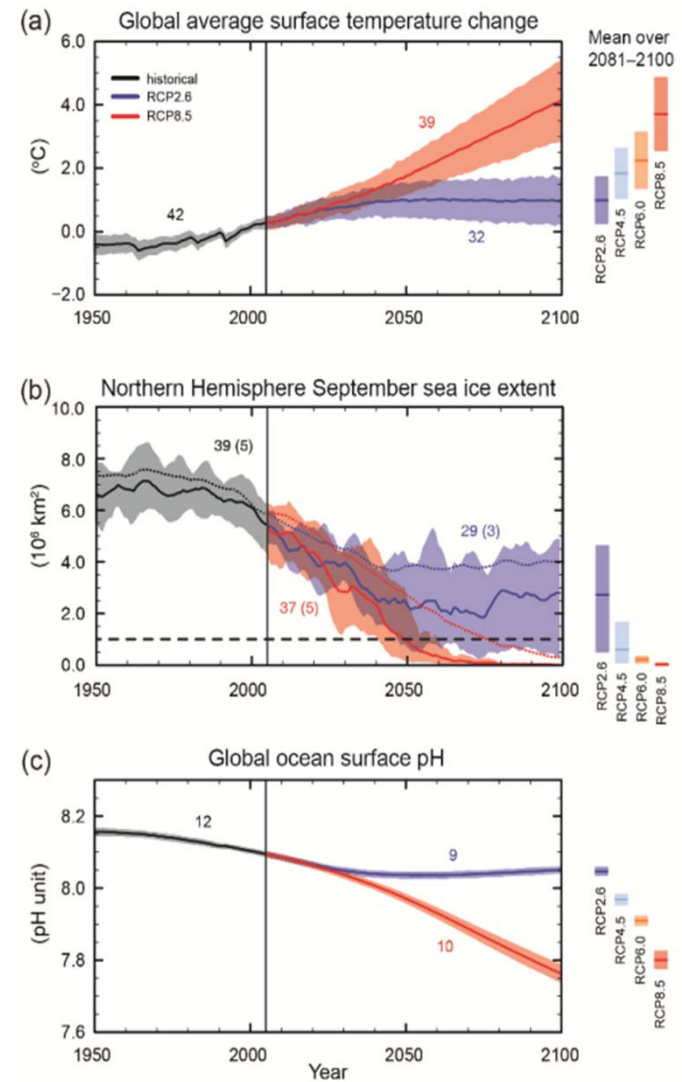 (a) Global average surface temperature change
Mean over
2081–2100
6.0
4.0
2.0
0.0
−2.0
(°C)
historical
RCP2.6
RCP8.5
42
39
32
1950
2000
2050
2100
RCP2.6
RCP4.5
RCP6.0
RCP8.5
(b) Northern Hemisphere September sea ice extent
10.0
8.0
6.0
4.0
2.0
0.0
(10⁶ km²)
39 (5)
29 (3)
37 (5)
1950
2000
2050
2100
RCP2.6
RCP4.5
RCP6.0
RCP8.5
(c) Global ocean surface pH
8.2
8.0
7.8
7.6
(pH unit)
12
9
10
1950
2000
2050
2100
Year
RCP2.6
RCP4.5
RCP6.0
RCP8.5